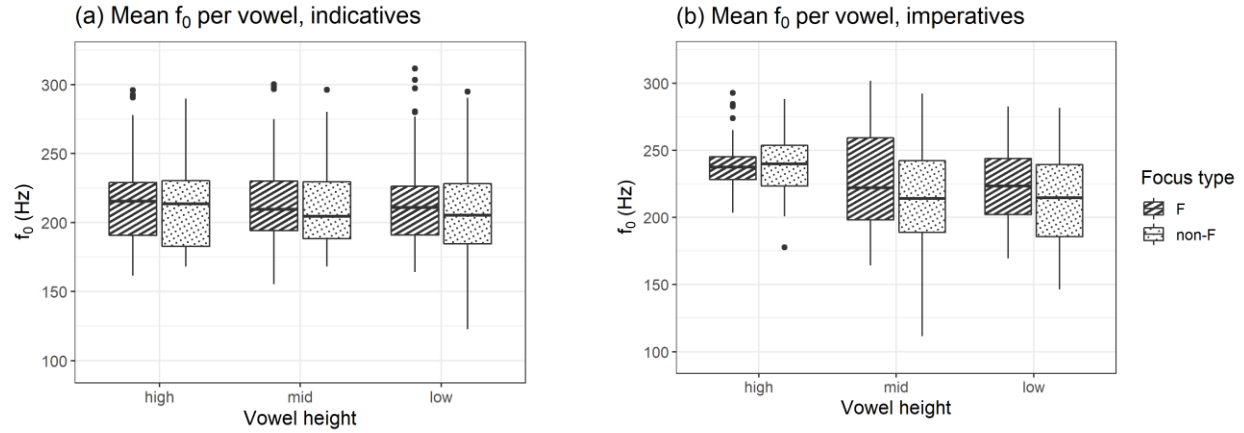 (a) Mean f₀ per vowel, indicatives
300
250
200
150
100
f₀ (Hz)
high mid low
Vowel height
(b) Mean f₀ per vowel, imperatives
300
250
200
150
100
f₀ (Hz)
high mid low
Vowel height
Focus type
F
non-F